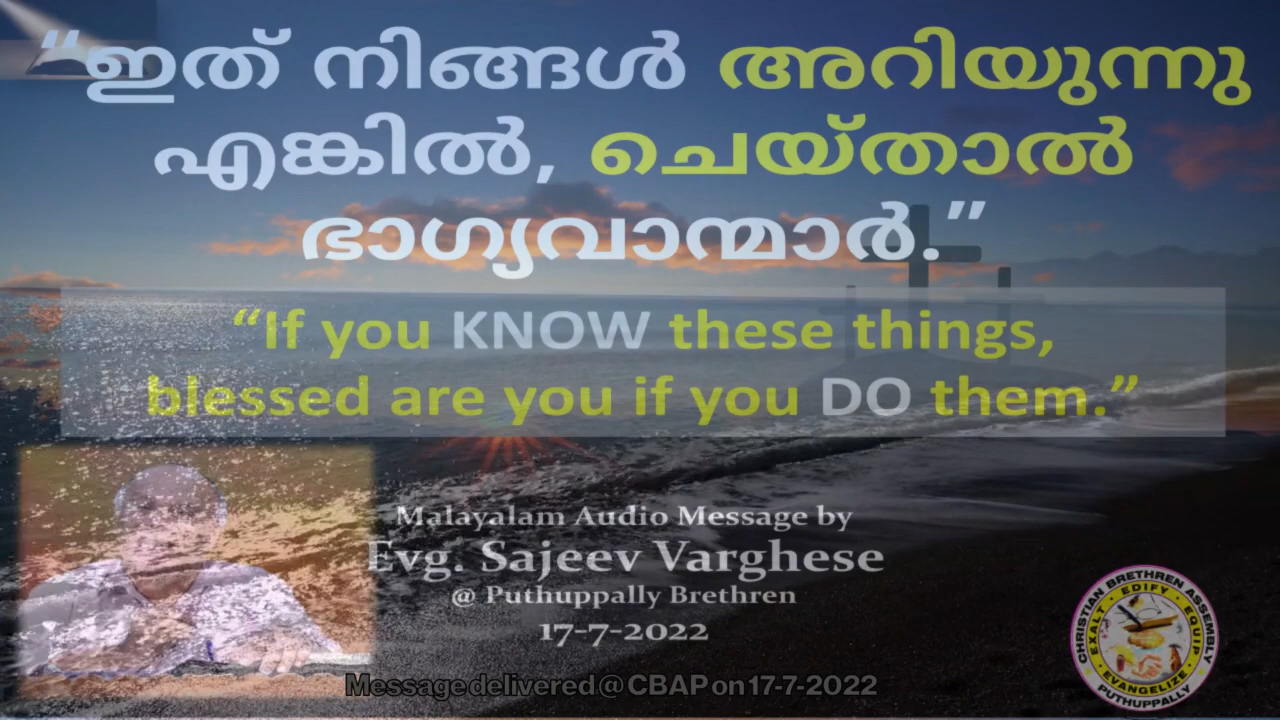 “ഇത് നിങ്ങൾ അറിയുന്നു
എങ്കിൽ, ചെയ്താൽ
ഭാഗ്യവാന്മാർ.”
“If you KNOW these things,
blessed are you if you DO them.”
Malayalam Audio Message by
Evg. Sajeev Varghese
@ Puthuppally Brethren
17-7-2022
Message delivered @ CBAP on 17-7-2022
CHRISTIAN BRETHREN ASSEMBLY
EXALT • EDIFY • EQUIP
EVANGELIZE
PUTHUPPALLY